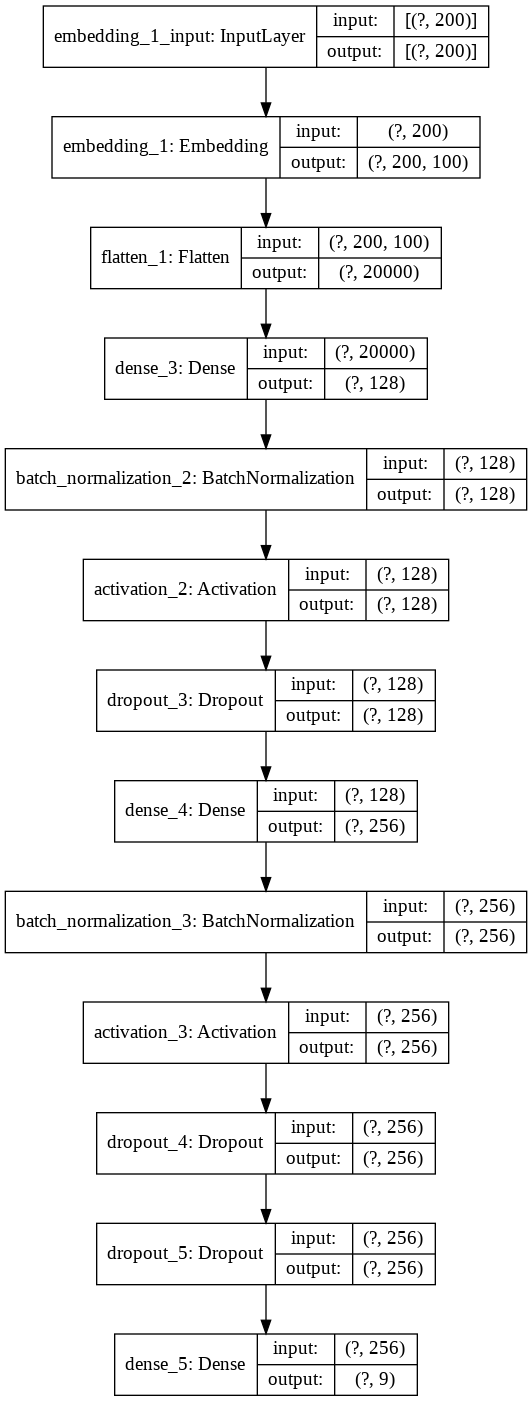 embedding_1_input: InputLayer input: [(?, 200)]
output: [(?, 200)]
embedding_1: Embedding input: (?, 200)
output: (?, 200, 100)
flatten_1: Flatten input: (?, 200, 100)
output: (?, 20000)
dense_3: Dense input: (?, 20000)
output: (?, 128)
batch_normalization_2: BatchNormalization input: (?, 128)
output: (?, 128)
activation_2: Activation input: (?, 128)
output: (?, 128)
dropout_3: Dropout input: (?, 128)
output: (?, 128)
dense_4: Dense input: (?, 128)
output: (?, 256)
batch_normalization_3: BatchNormalization input: (?, 256)
output: (?, 256)
activation_3: Activation input: (?, 256)
output: (?, 256)
dropout_4: Dropout input: (?, 256)
output: (?, 256)
dropout_5: Dropout input: (?, 256)
output: (?, 256)
dense_5: Dense input: (?, 256)
output: (?, 9)